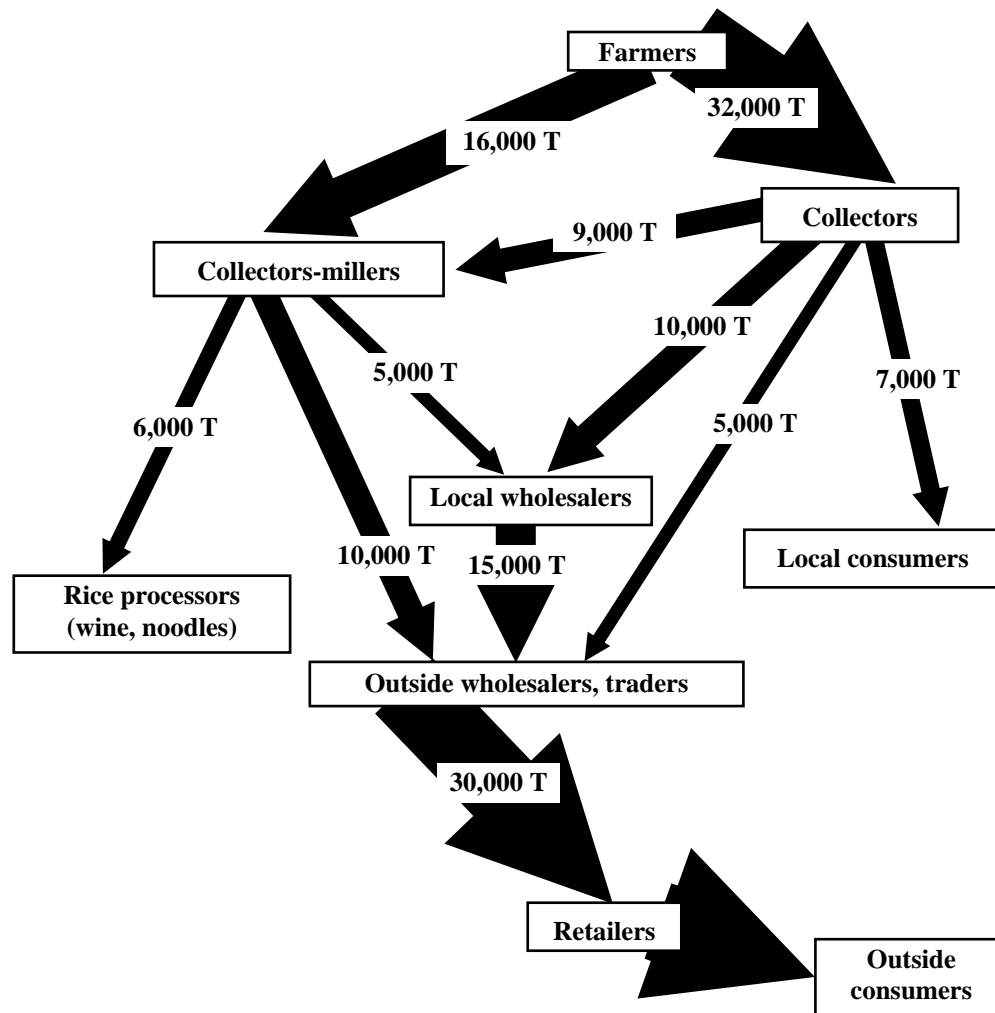 Farmers
32,000 T
16,000 T
Collectors
9,000 T
Collectors-millers
10,000 T
5,000 T
7,000 T
6,000 T
5,000 T
Local wholesalers
10,000 T
15,000 T
Local consumers
Rice processors
(wine, noodles)
Outside wholesalers, traders
30,000 T
Retailers
Outside
consumers